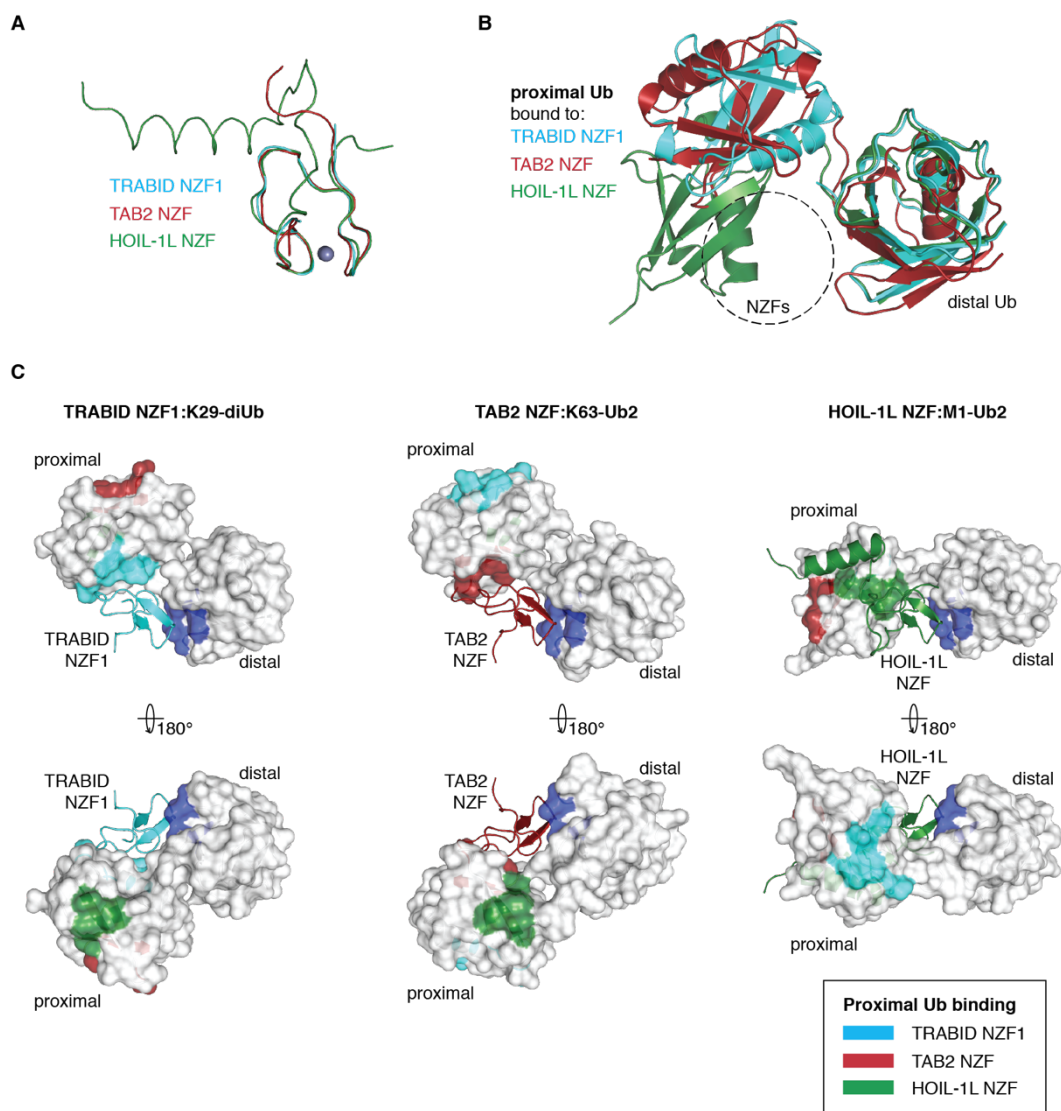 A
TRABID NZF1
TAB2 NZF
HOIL-1L NZF
B
proximal Ub
bound to:
TRABID NZF1
TAB2 NZF
HOIL-1L NZF
NZFs
distal Ub
C
TRABID NZF1:K29-diUb
proximal
TRABID
NZF1
distal
180°
TRABID
NZF1
distal
proximal
TAB2 NZF:K63-Ub2
proximal
TAB2
NZF
distal
180°
TAB2
NZF
distal
proximal
HOIL-1L NZF:M1-Ub2
proximal
HOIL-1L
NZF
distal
180°
HOIL-1L
NZF
distal
proximal
Proximal Ub binding
TRABID NZF1
TAB2 NZF
HOIL-1L NZF